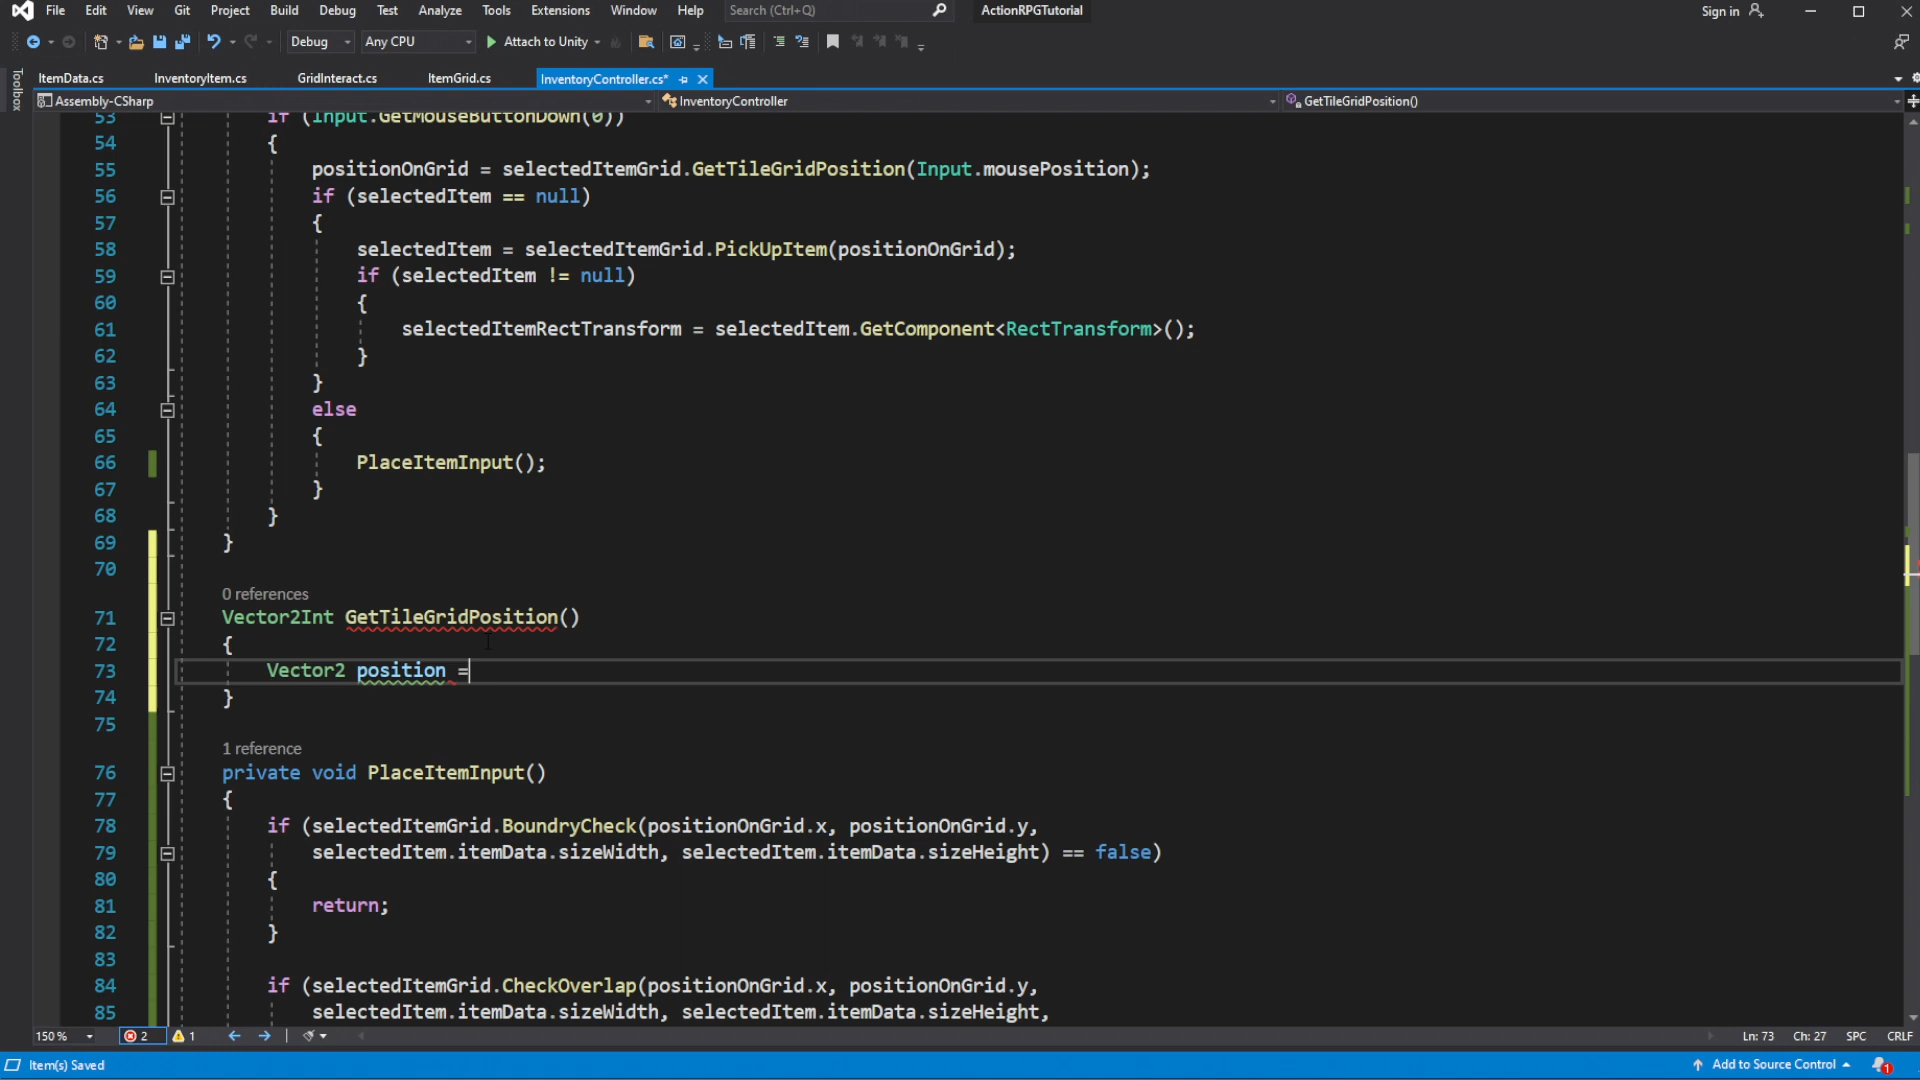 File Edit View Git Project Build Debug Test Analyze Tools Extensions Window Help Search (Ctrl+Q) ActionRPGTutorial Sign in
Debug Any CPU Attach to Unity
Toolbox
ItemData.cs InventoryItem.cs GridInteract.cs ItemGrid.cs InventoryController.cs*
Assembly-CSharp InventoryController GetTileGridPosition()
53 if (Input.GetMouseButtonDown(0))
54 {
55 positionOnGrid = selectedItemGrid.GetTileGridPosition(Input.mousePosition);
56 if (selectedItem == null)
57 {
58 selectedItem = selectedItemGrid.PickUpItem(positionOnGrid);
59 if (selectedItem != null)
60 {
61 selectedItemRectTransform = selectedItem.GetComponent<RectTransform>();
62 }
63 }
64 else
65 {
66 PlaceItemInput();
67 }
68 }
69 }
70
0 references
71 Vector2Int GetTileGridPosition()
72 {
73 Vector2 position =
74 }
75
1 reference
76 private void PlaceItemInput()
77 {
78 if (selectedItemGrid.BoundryCheck(positionOnGrid.x, positionOnGrid.y,
79 selectedItem.itemData.sizeWidth, selectedItem.itemData.sizeHeight) == false)
80 {
81 return;
82 }
83
84 if (selectedItemGrid.CheckOverlap(positionOnGrid.x, positionOnGrid.y,
85 selectedItem.itemData.sizeWidth, selectedItem.itemData.sizeHeight,
150 % 2 1 Ln: 73 Ch: 27 SPC CRLF
Item(s) Saved Add to Source Control 1